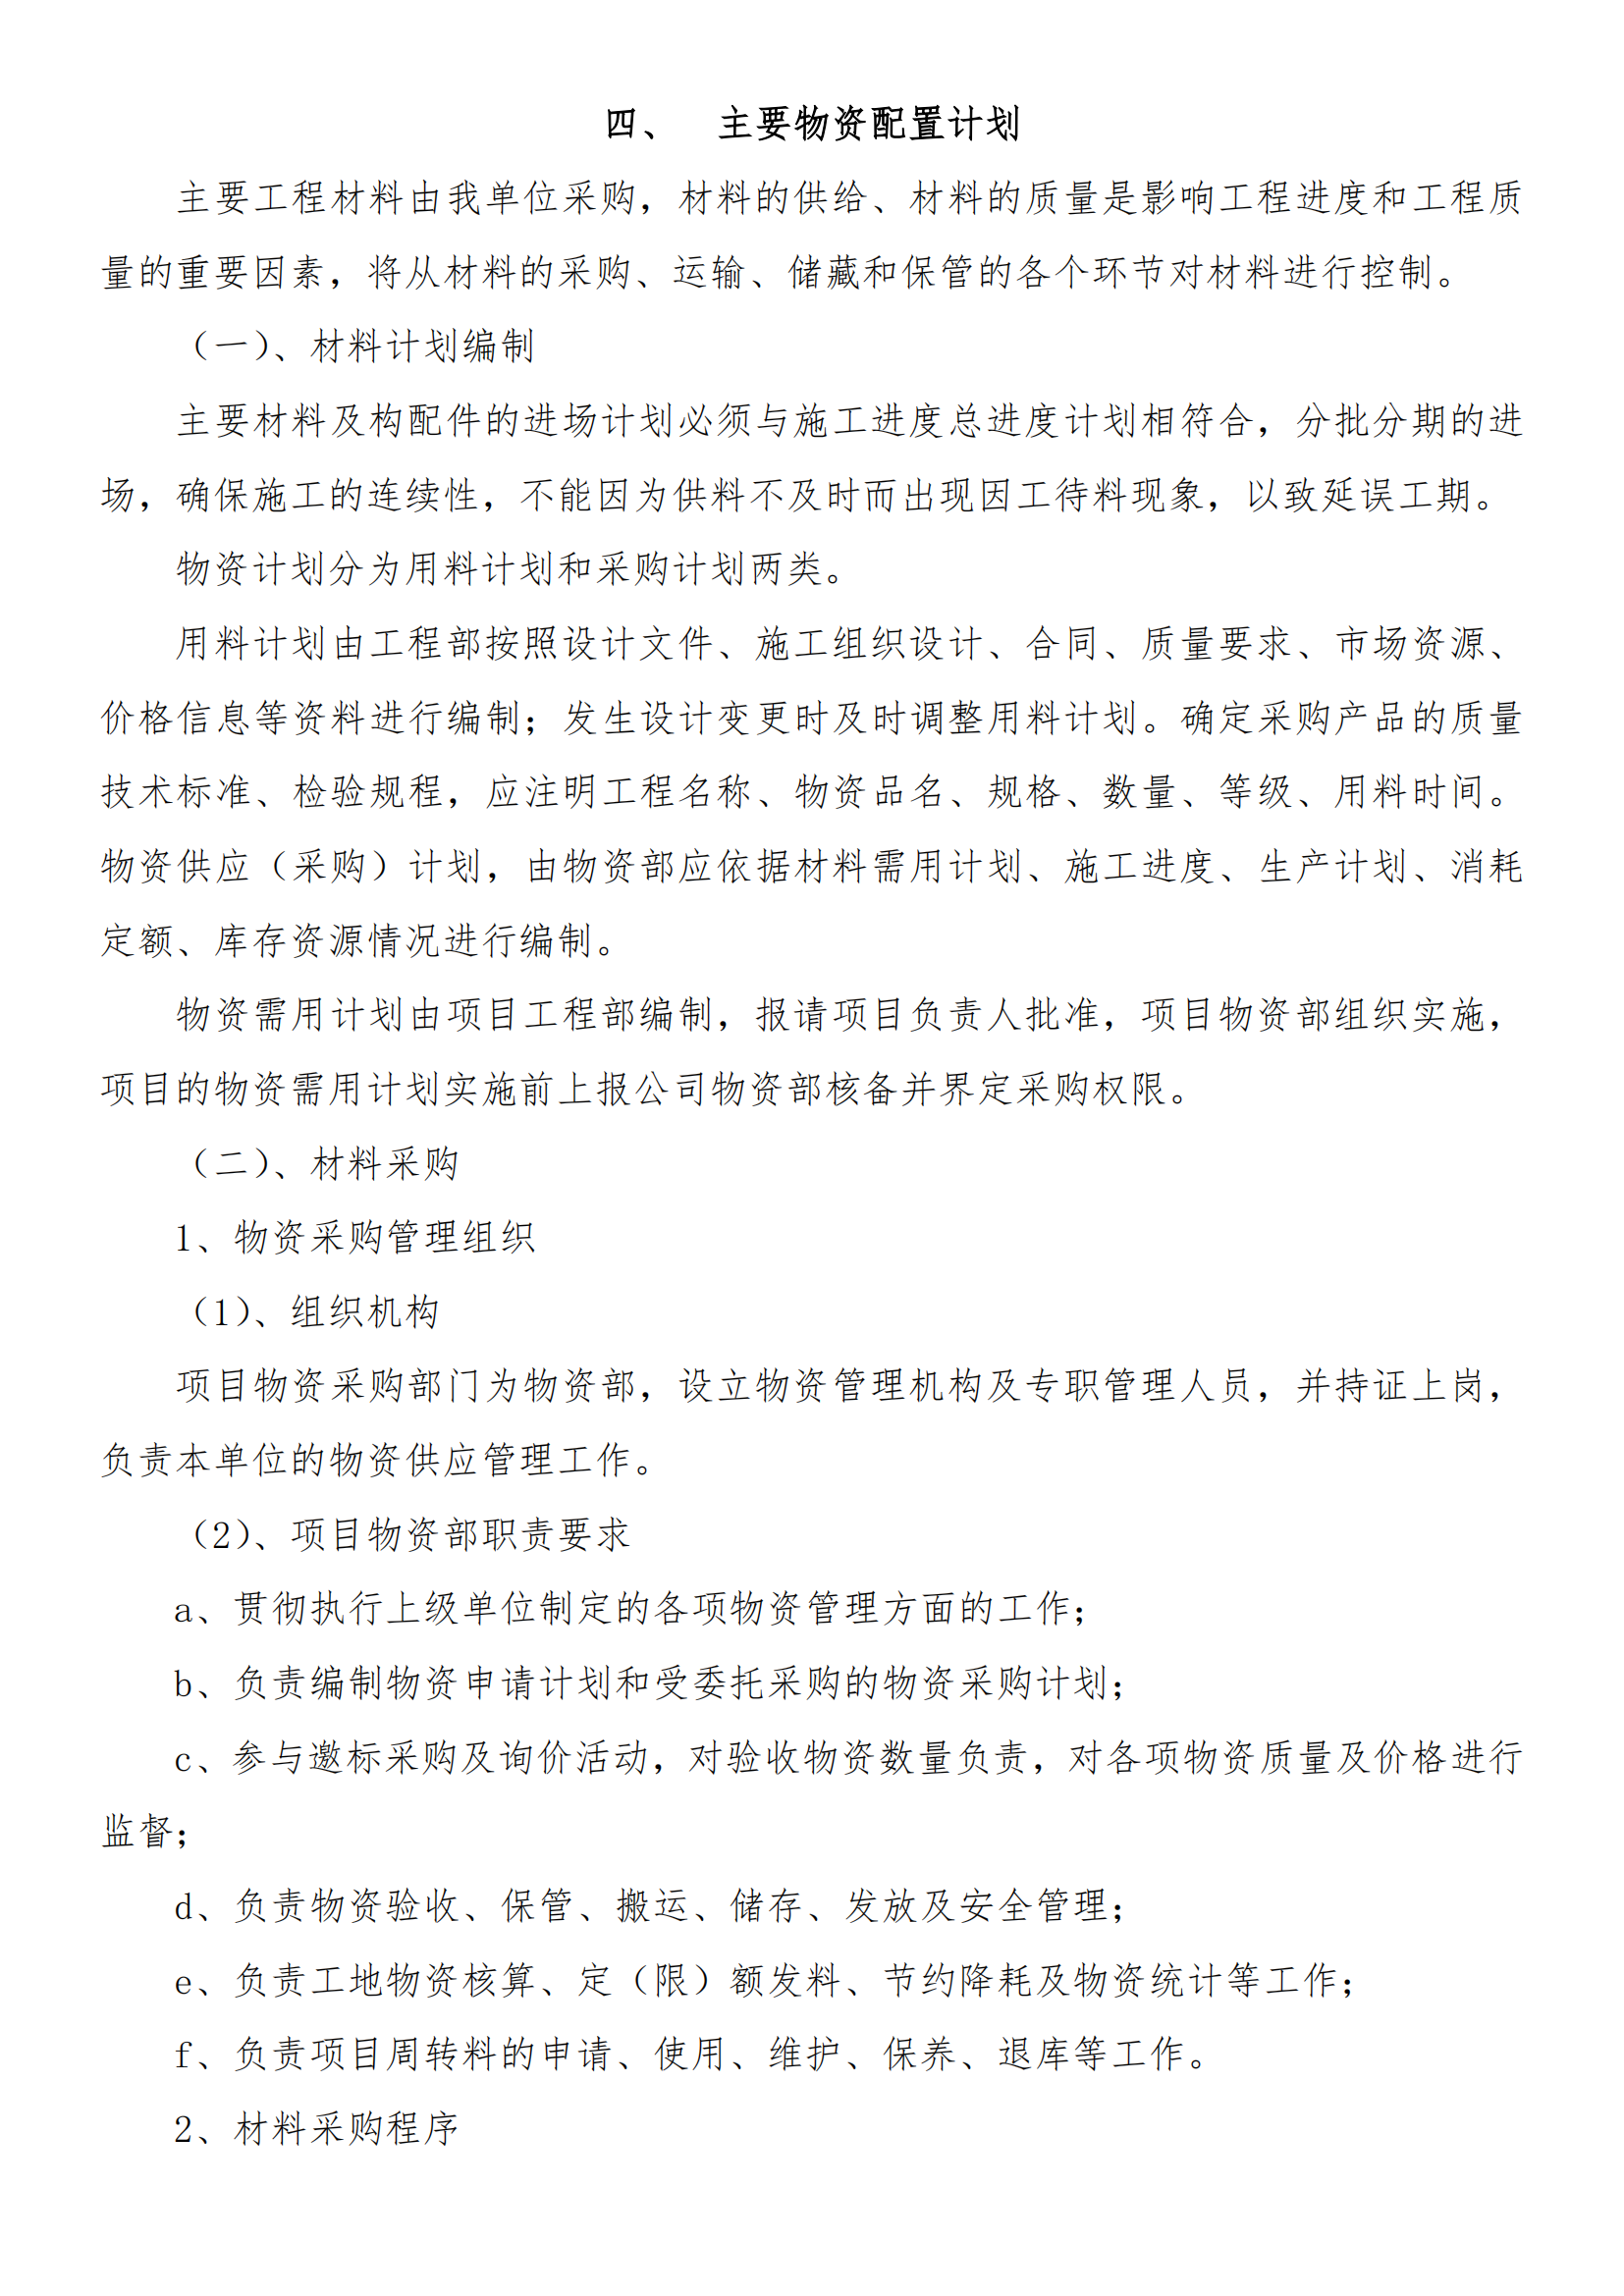 四、 主要物资配置计划
主要工程材料由我单位采购，材料的供给、材料的质量是影响工程进度和工程质
量的重要因素，将从材料的采购、运输、储藏和保管的各个环节对材料进行控制。
（一）、材料计划编制
主要材料及构配件的进场计划必须与施工进度总进度计划相符合，分批分期的进
场，确保施工的连续性，不能因为供料不及时而出现因工待料现象，以致延误工期。
物资计划分为用料计划和采购计划两类。
用料计划由工程部按照设计文件、施工组织设计、合同、质量要求、市场资源、
价格信息等资料进行编制；发生设计变更时及时调整用料计划。确定采购产品的质量
技术标准、检验规程，应注明工程名称、物资品名、规格、数量、等级、用料时间。
物资供应（采购）计划，由物资部应依据材料需用计划、施工进度、生产计划、消耗
定额、库存资源情况进行编制。
物资需用计划由项目工程部编制，报请项目负责人批准，项目物资部组织实施，
项目的物资需用计划实施前上报公司物资部核备并界定采购权限。
（二）、材料采购
1、物资采购管理组织
（1）、组织机构
项目物资采购部门为物资部，设立物资管理机构及专职管理人员，并持证上岗，
负责本单位的物资供应管理工作。
（2）、项目物资部职责要求
a、贯彻执行上级单位制定的各项物资管理方面的工作；
b、负责编制物资申请计划和受委托采购的物资采购计划；
c、参与邀标采购及询价活动，对验收物资数量负责，对各项物资质量及价格进行
监督；
d、负责物资验收、保管、搬运、储存、发放及安全管理；
e、负责工地物资核算、定（限）额发料、节约降耗及物资统计等工作；
f、负责项目周转料的申请、使用、维护、保养、退库等工作。
2、材料采购程序